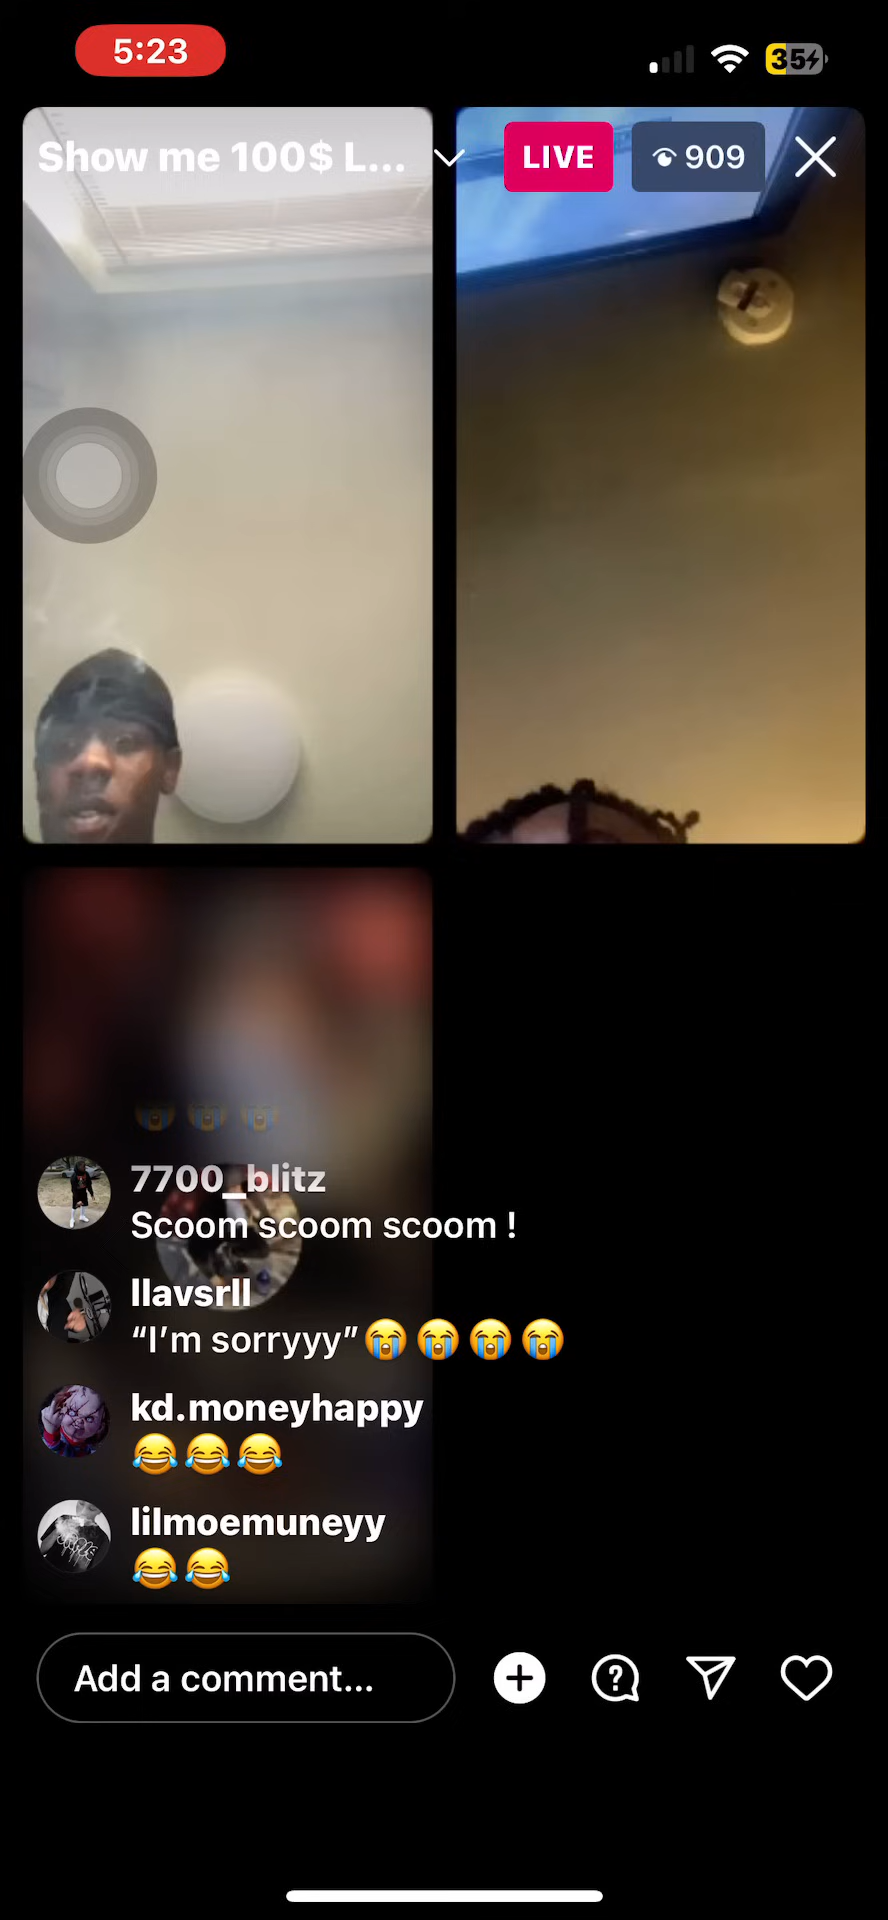 5:23
35
Show me 100$ L...
LIVE
909
7700_blitz
Scoom scoom scoom !
llavsrll
“I’m sorryyy”😭😭😭😭
kd.moneyhappy
😂😂😂
lilmoemuneyy
😂😂
Add a comment...